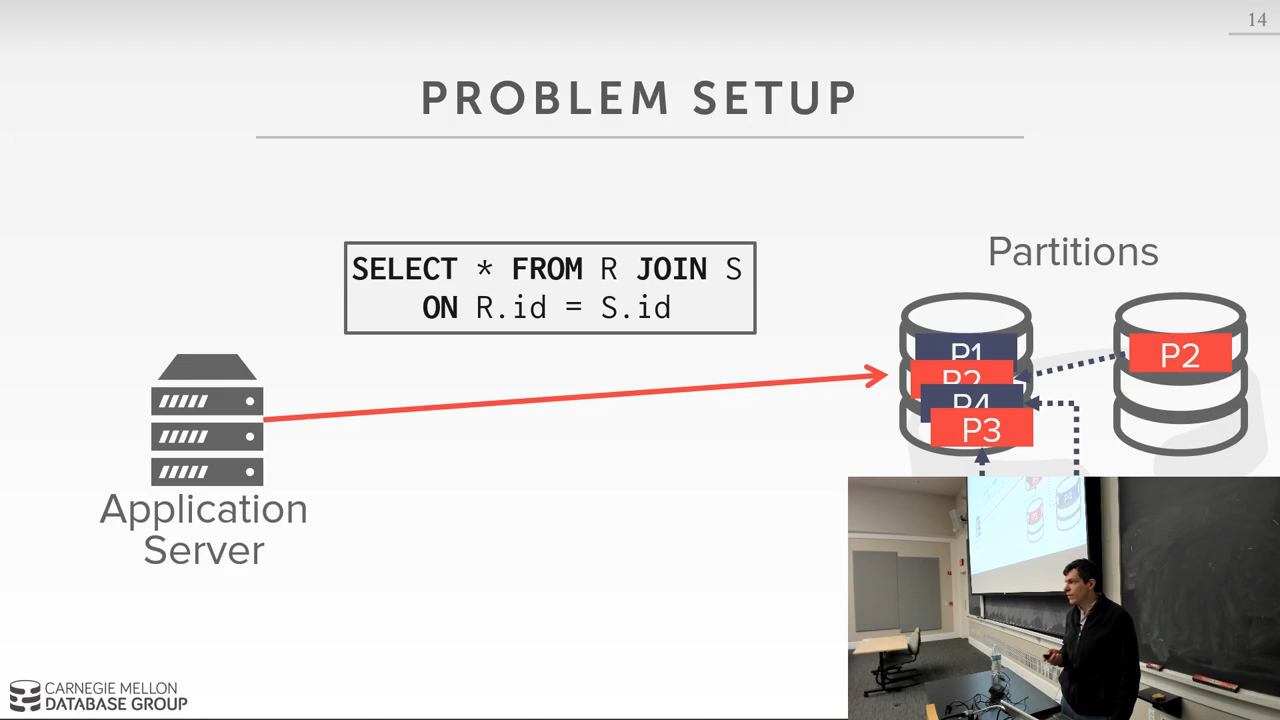 14
PROBLEM SETUP
SELECT * FROM R JOIN S
ON R.id = S.id
Partitions
P1
P2
P4
P3
P2
Application
Server
CARNEGIE MELLON
DATABASE GROUP